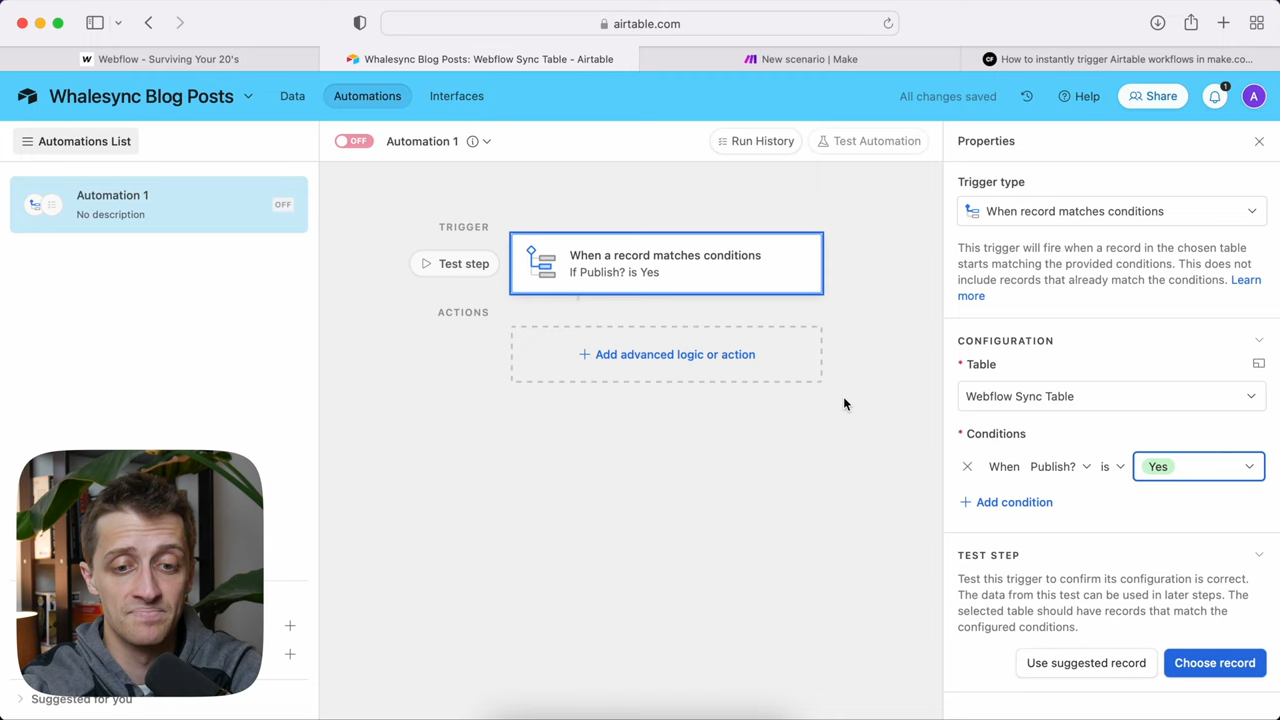 airtable.com
Webflow - Surviving Your 20's
Whalesync Blog Posts: Webflow Sync Table - Airtable
New scenario | Make
CF
How to instantly trigger Airtable workflows in make.co...
Whalesync Blog Posts
Data
Automations
Interfaces
All changes saved
Help
Share
1
A
Automations List
OFF
Automation 1
Run History
Test Automation
Properties
Automation 1
No description
OFF
TRIGGER
Test step
When a record matches conditions
If Publish? is Yes
ACTIONS
Add advanced logic or action
Trigger type
When record matches conditions
This trigger will fire when a record in the chosen table
starts matching the provided conditions. This does not
include records that already match the conditions. Learn
more
CONFIGURATION
* Table
Webflow Sync Table
* Conditions
When Publish? is Yes
Add condition
TEST STEP
Test this trigger to confirm its configuration is correct.
The data from this test can be used in later steps. The
selected table should have records that match the
configured conditions.
Use suggested record
Choose record
Suggested for you